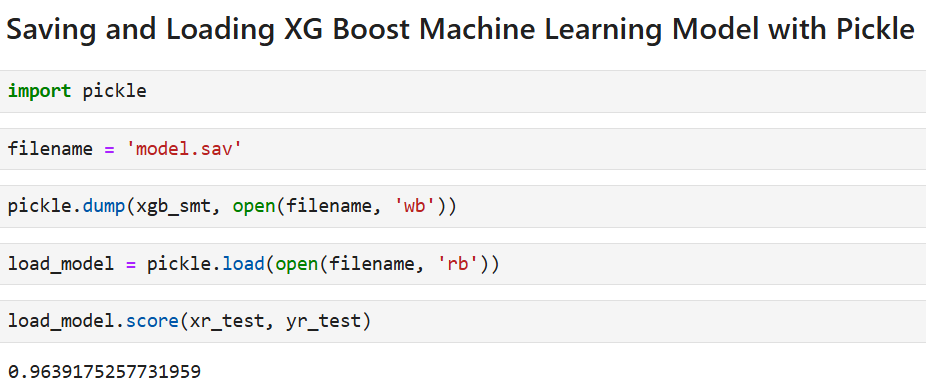 Saving and Loading XG Boost Machine Learning Model with Pickle
import pickle
filename = 'model.sav'
pickle.dump(xgb_smt, open(filename, 'wb'))
load_model = pickle.load(open(filename, 'rb'))
load_model.score(xr_test, yr_test)
0.9639175257731959